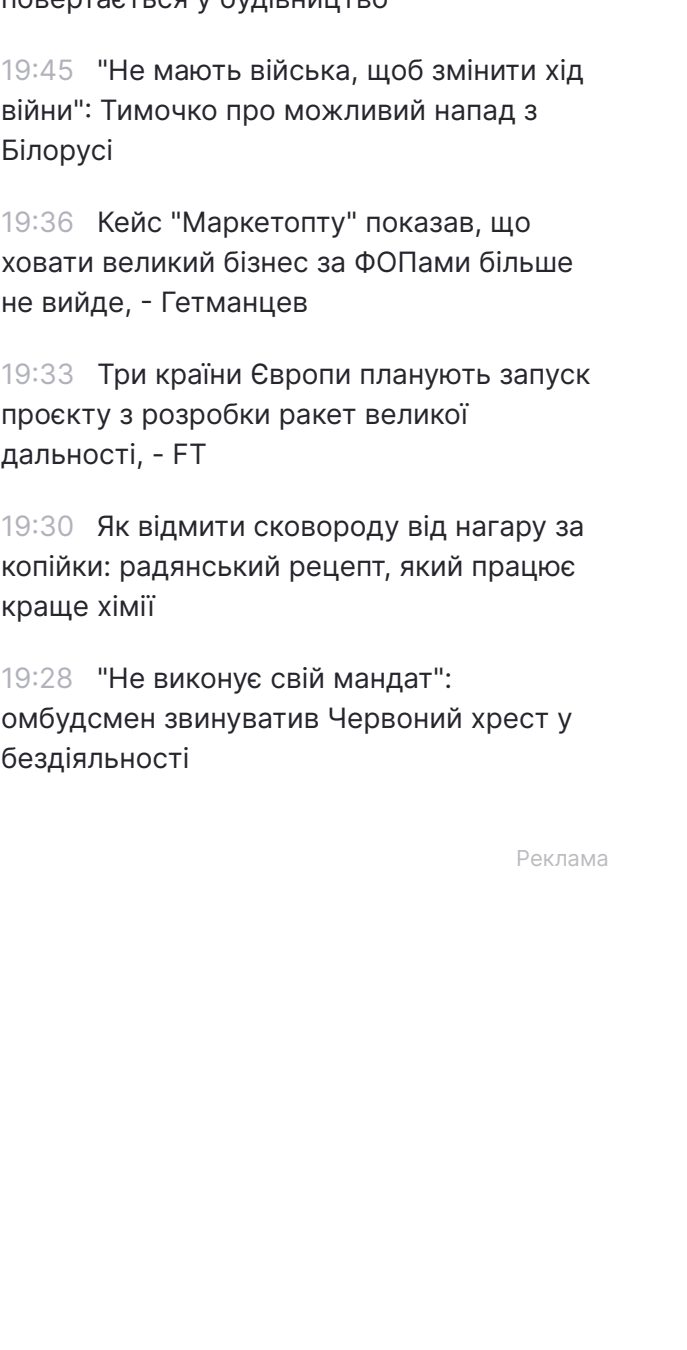 повертається у будівництво
19:45 "Не мають війська, щоб змінити хід
війни": Тимочко про можливий напад з
Білорусі
19:36 Кейс "Маркетопту" показав, що
ховати великий бізнес за ФОПами більше
не вийде, - Гетманцев
19:33 Три країни Європи планують запуск
проєкту з розробки ракет великої
дальності, - FT
19:30 Як відмити сковороду від нагару за
копійки: радянський рецепт, який працює
краще хімії
19:28 "Не виконує свій мандат":
омбудсмен звинуватив Червоний хрест у
бездіяльності
Реклама